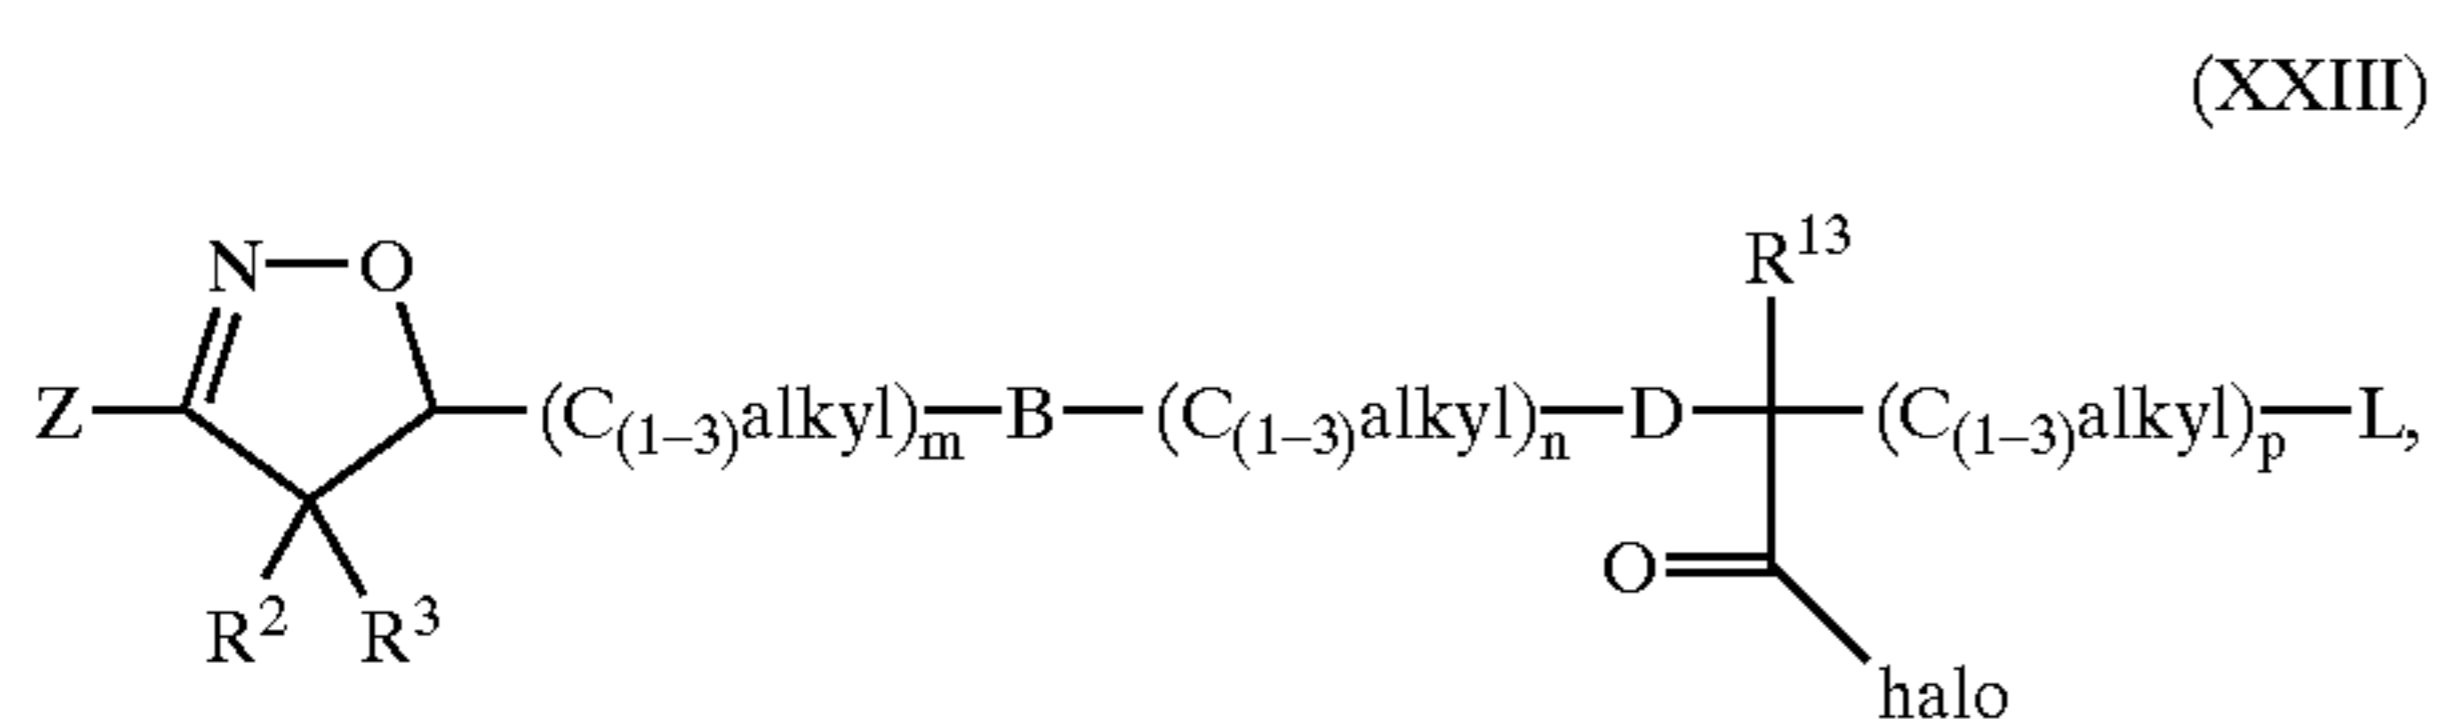 (XXIII)
R¹³
N O
Z (C₍₁₋₃₎alkyl)ₘ B (C₍₁₋₃₎alkyl)ₙ D (C₍₁₋₃₎alkyl)ₚ L,
O
R² R³
halo